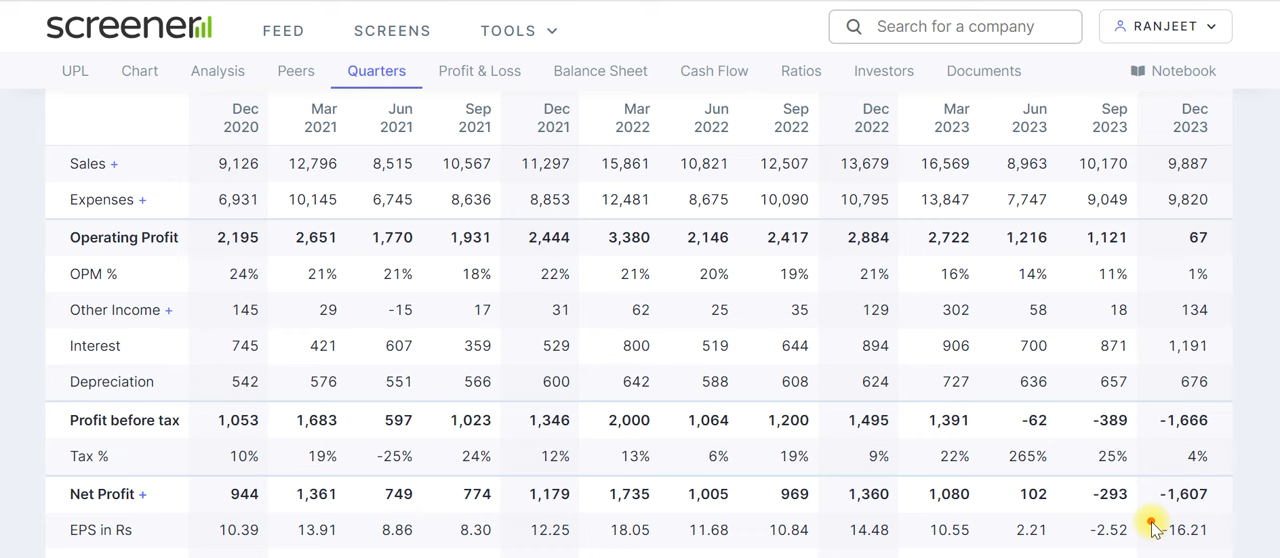 screener FEED SCREENS TOOLS Search for a company RANJEET
UPL Chart Analysis Peers Quarters Profit & Loss Balance Sheet Cash Flow Ratios Investors Documents Notebook
Dec 2020 Mar 2021 Jun 2021 Sep 2021 Dec 2021 Mar 2022 Jun 2022 Sep 2022 Dec 2022 Mar 2023 Jun 2023 Sep 2023 Dec 2023
Sales + 9,126 12,796 8,515 10,567 11,297 15,861 10,821 12,507 13,679 16,569 8,963 10,170 9,887
Expenses + 6,931 10,145 6,745 8,636 8,853 12,481 8,675 10,090 10,795 13,847 7,747 9,049 9,820
Operating Profit 2,195 2,651 1,770 1,931 2,444 3,380 2,146 2,417 2,884 2,722 1,216 1,121 67
OPM % 24% 21% 21% 18% 22% 21% 20% 19% 21% 16% 14% 11% 1%
Other Income + 145 29 -15 17 31 62 25 35 129 302 58 18 134
Interest 745 421 607 359 529 800 519 644 894 906 700 871 1,191
Depreciation 542 576 551 566 600 642 588 608 624 727 636 657 676
Profit before tax 1,053 1,683 597 1,023 1,346 2,000 1,064 1,200 1,495 1,391 -62 -389 -1,666
Tax % 10% 19% -25% 24% 12% 13% 6% 19% 9% 22% 265% 25% 4%
Net Profit + 944 1,361 749 774 1,179 1,735 1,005 969 1,360 1,080 102 -293 -1,607
EPS in Rs 10.39 13.91 8.86 8.30 12.25 18.05 11.68 10.84 14.48 10.55 2.21 -2.52 -16.21